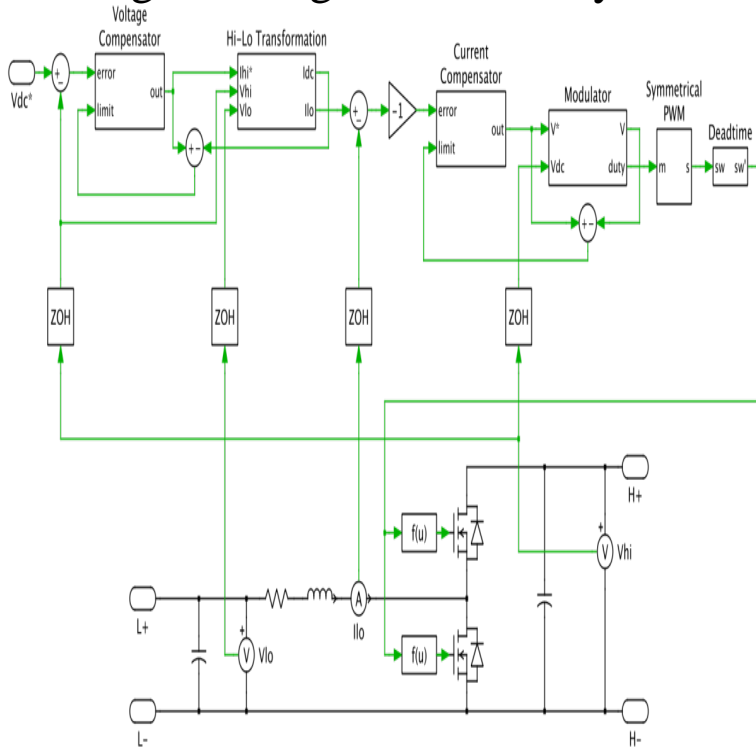 Voltage
Compensator
Hi-Lo Transformation
Current
Compensator
Modulator
Symmetrical
PWM
Deadtime
Vdc*
+
-
error
limit
out
Ihi*
Vhi
Vlo
Idc
Ilo
+ -
+
-
-1
error
limit
out
V*
Vdc
V
duty
m
s
sw
sw'
+ -
ZOH
ZOH
ZOH
ZOH
H+
f(u)
+
V
Vhi
L+
A
Ilo
+
V
Vlo
f(u)
L-
H-